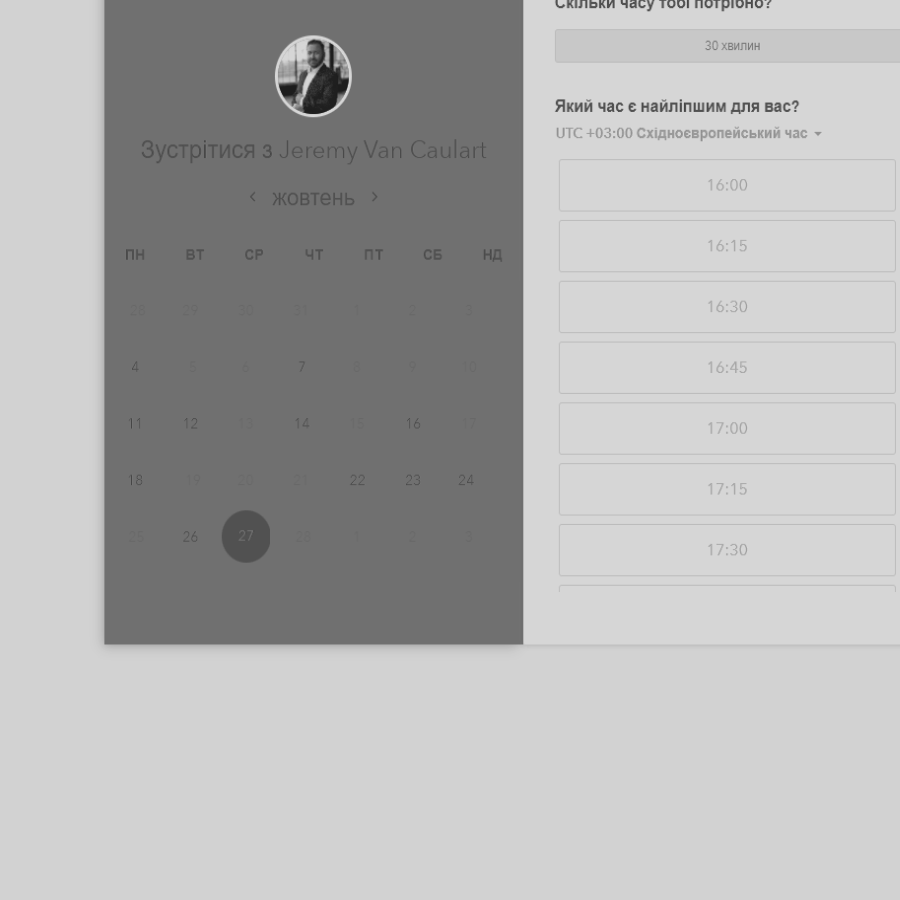 Скільки часу тобі потрібно?
30 хвилин
Який час є найліпшим для вас?
UTC +03:00 Східноєвропейський час
16:00
16:15
16:30
16:45
17:00
17:15
17:30
Зустрітися з Jeremy Van Caulart
жовтень
ПН ВТ СР ЧТ ПТ СБ НД
28 29 30 31 1 2 3
4 5 6 7 8 9 10
11 12 13 14 15 16 17
18 19 20 21 22 23 24
25 26 27 28 1 2 3